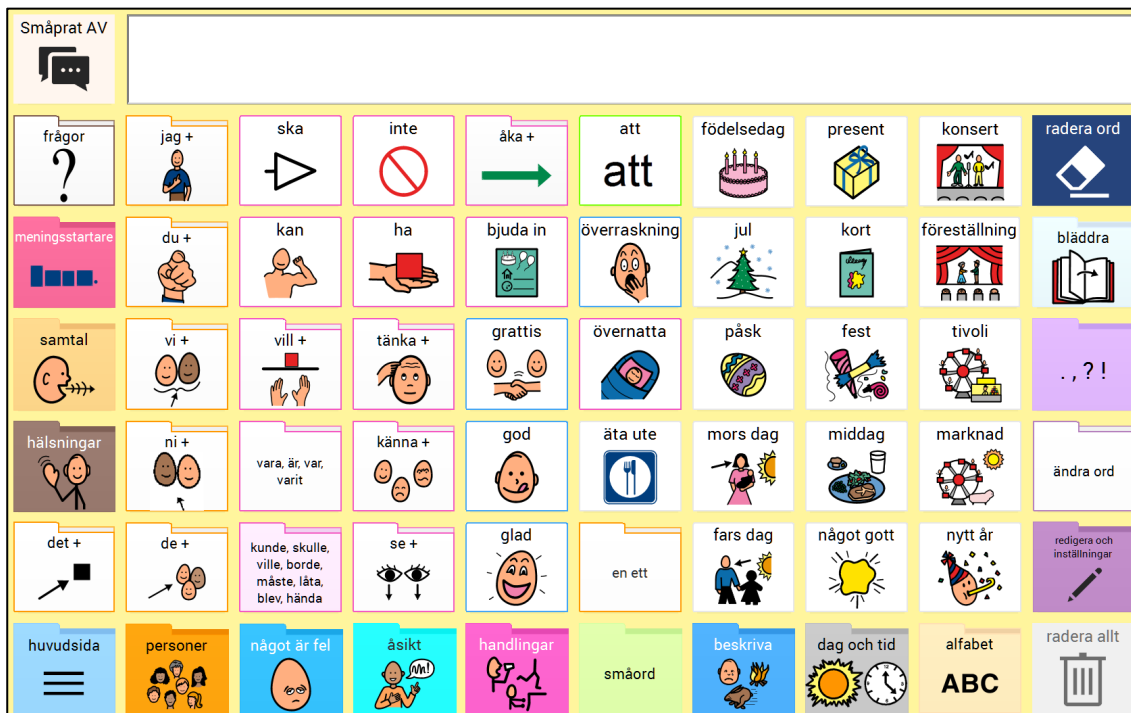 Småprat AV
frågor
jag +
ska
inte
åka +
att
att
födelsedag
present
konsert
radera ord
meningsstartare
du +
kan
ha
bjuda in
överraskning
jul
kort
föreställning
bläddra
samtal
vi +
vill +
tänka +
grattis
övernatta
påsk
fest
tivoli
. , ? !
hälsningar
ni +
vara, är, var,
varit
känna +
god
äta ute
mors dag
middag
marknad
ändra ord
det +
de +
kunde, skulle,
ville, borde,
måste, låta,
blev, hända
se +
glad
en ett
fars dag
något gott
nytt år
redigera och
inställningar
huvudsida
personer
något är fel
åsikt
handlingar
småord
beskriva
dag och tid
alfabet
ABC
radera allt